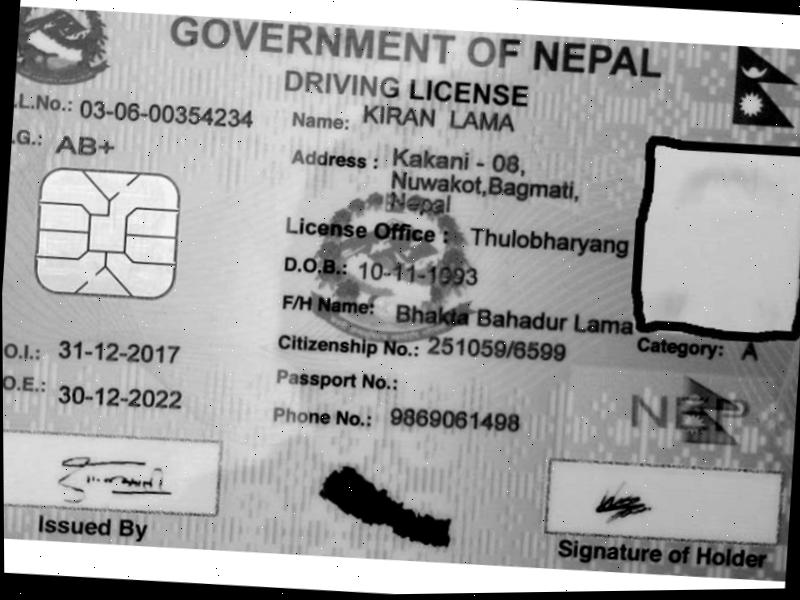 GOVERNMENT OF NEPAL
DRIVING LICENSE
.L.No.: 03-06-00354234
Name: KIRAN LAMA
.G.: AB+
Address : Kakani - 08,
Nuwakot,Bagmati,
Nepal
License Office : Thulobharyang
D.O.B.: 10-11-1993
F/H Name: Bhakta Bahadur Lama
.O.I.: 31-12-2017
Citizenship No.: 251059/6599
Category: A
.O.E.: 30-12-2022
Passport No.:
Phone No.: 9869061498
NEP
Issued By
Signature of Holder